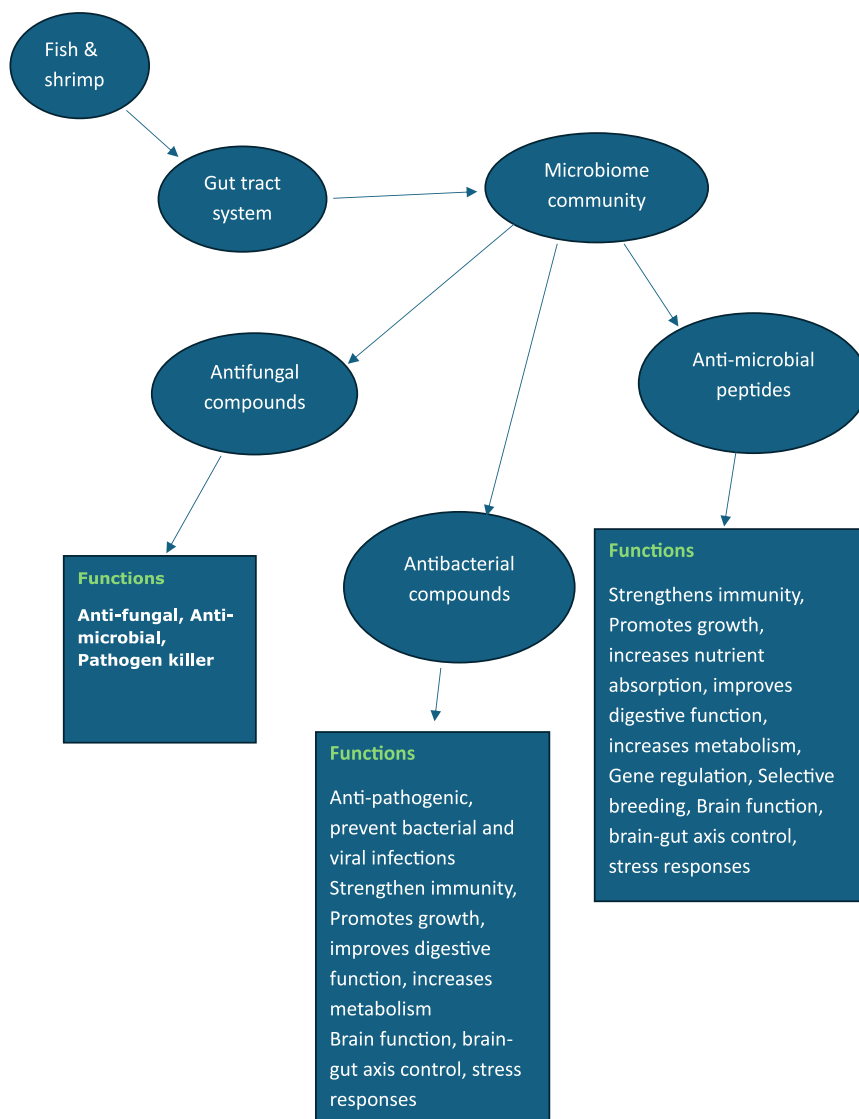 Fish &
shrimp
Gut tract
system
Microbiome
community
Antifungal
compounds
Anti-microbial
peptides
Antibacterial
compounds
Functions
Anti-fungal, Anti-
microbial,
Pathogen killer
Functions
Anti-pathogenic,
prevent bacterial and
viral infections
Strengthen immunity,
Promotes growth,
improves digestive
function, increases
metabolism
Brain function, brain-
gut axis control, stress
responses
Functions
Strengthens immunity,
Promotes growth,
increases nutrient
absorption, improves
digestive function,
increases metabolism,
Gene regulation, Selective
breeding, Brain function,
brain-gut axis control,
stress responses